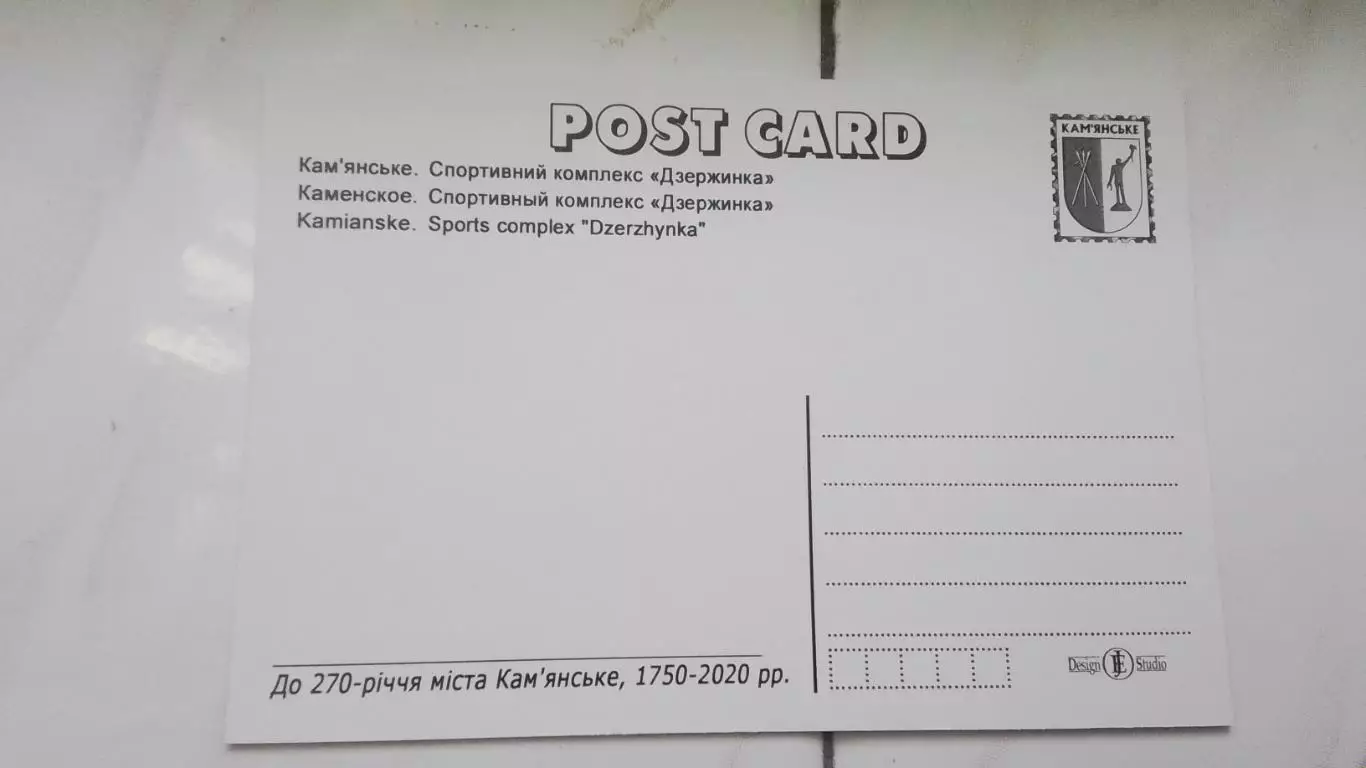 POST CARD
КАМ'ЯНСЬКЕ
Кам'янське. Спортивний комплекс «Дзержинка»
Каменское. Спортивный комплекс «Дзержинка»
Kamianske. Sports complex "Dzerzhynka"
До 270-річчя міста Кам'янське, 1750-2020 рр.
Design Studio